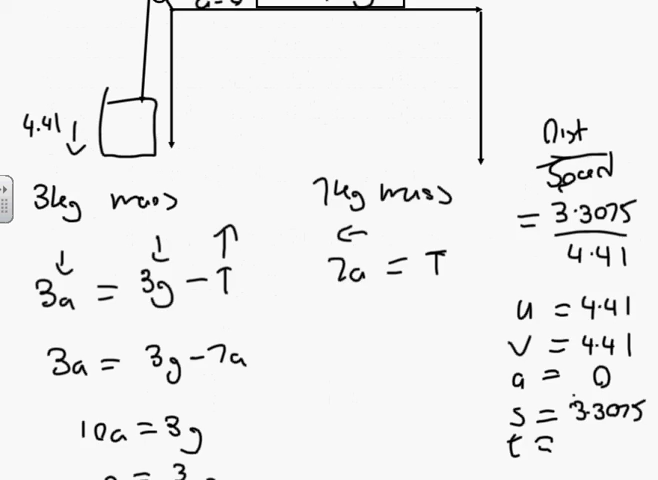 4.41 ↓
3kg mass
3a = 3g - T
3a = 3g - 7a
10a = 3g
7kg mass
7a = T
Dist
Speed
= 3.3075
4.41
u = 4.41
v = 4.41
a = 0
s = 3.3075
t =